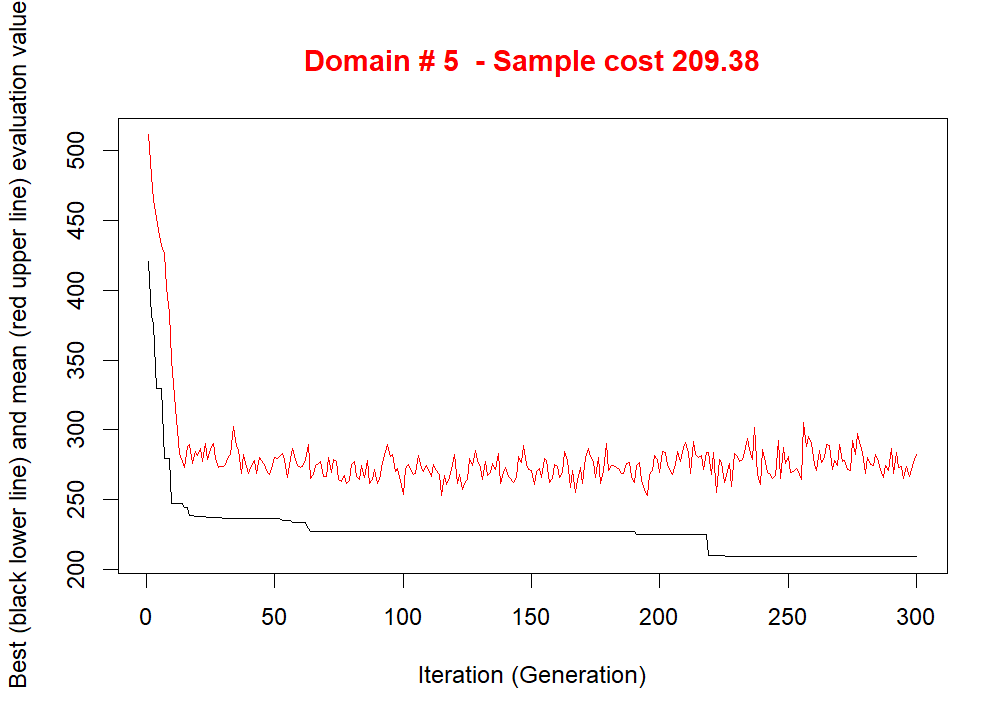 Domain # 5  - Sample cost 209.38
Best (black lower line) and mean (red upper line) evaluation value
500
450
400
350
300
250
200
0 50 100 150 200 250 300
Iteration (Generation)